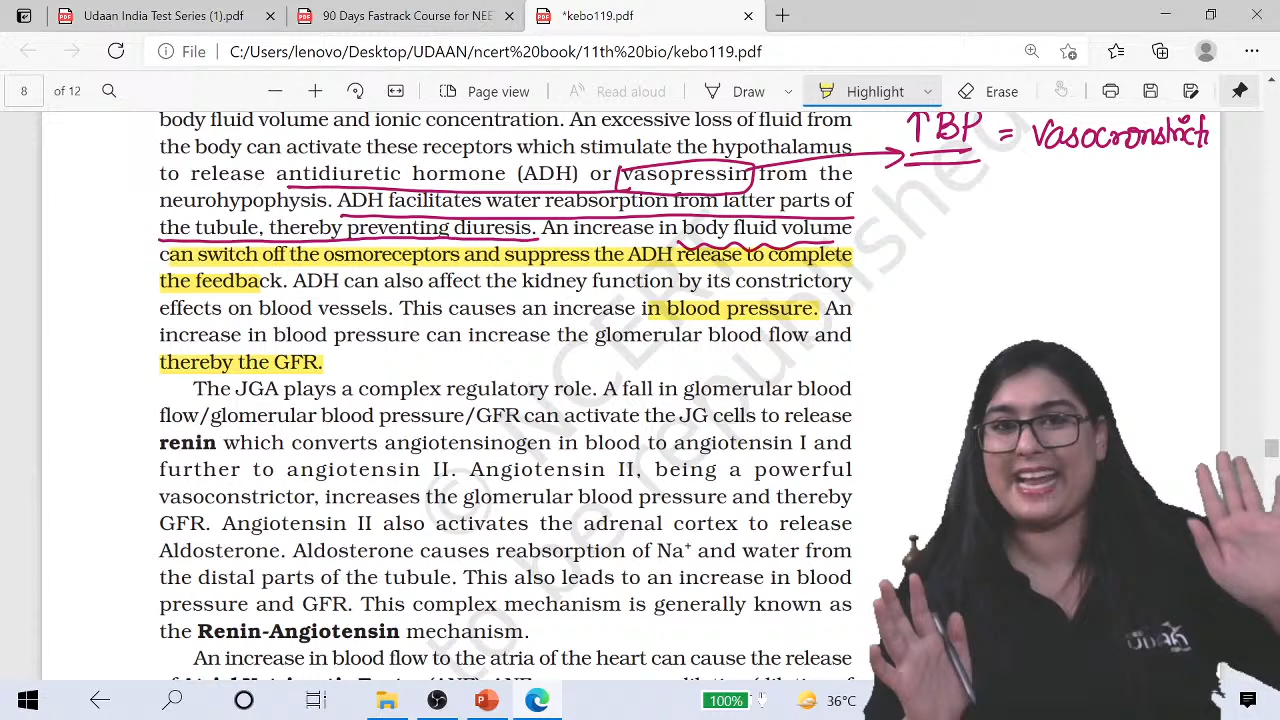 Udaan India Test Series (1).pdf
90 Days Fastrack Course for NEE
*kebo119.pdf
File
C:/Users/lenovo/Desktop/UDAAN/ncert%20book/11th%20bio/kebo119.pdf
8 of 12
Page view
Read aloud
Draw
Highlight
Erase
body fluid volume and ionic concentration. An excessive loss of fluid from
the body can activate these receptors which stimulate the hypothalamus
to release antidiuretic hormone (ADH) or vasopressin from the
neurohypophysis. ADH facilitates water reabsorption from latter parts of
the tubule, thereby preventing diuresis. An increase in body fluid volume
can switch off the osmoreceptors and suppress the ADH release to complete
the feedback. ADH can also affect the kidney function by its constrictory
effects on blood vessels. This causes an increase in blood pressure. An
increase in blood pressure can increase the glomerular blood flow and
thereby the GFR.
The JGA plays a complex regulatory role. A fall in glomerular blood
flow/glomerular blood pressure/GFR can activate the JG cells to release
renin which converts angiotensinogen in blood to angiotensin I and
further to angiotensin II. Angiotensin II, being a powerful
vasoconstrictor, increases the glomerular blood pressure and thereby
GFR. Angiotensin II also activates the adrenal cortex to release
Aldosterone. Aldosterone causes reabsorption of Na+ and water from
the distal parts of the tubule. This also leads to an increase in blood
pressure and GFR. This complex mechanism is generally known as
the Renin-Angiotensin mechanism.
An increase in blood flow to the atria of the heart can cause the release
↑ BP =
© NCERT
to be republished
100%
36°C